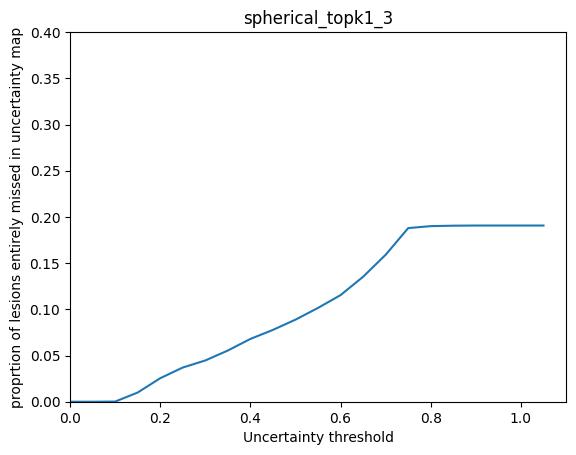 spherical_topk1_3
proprtion of lesions entirely missed in uncertainty map
0.40
0.35
0.30
0.25
0.20
0.15
0.10
0.05
0.00
0.0 0.2 0.4 0.6 0.8 1.0
Uncertainty threshold